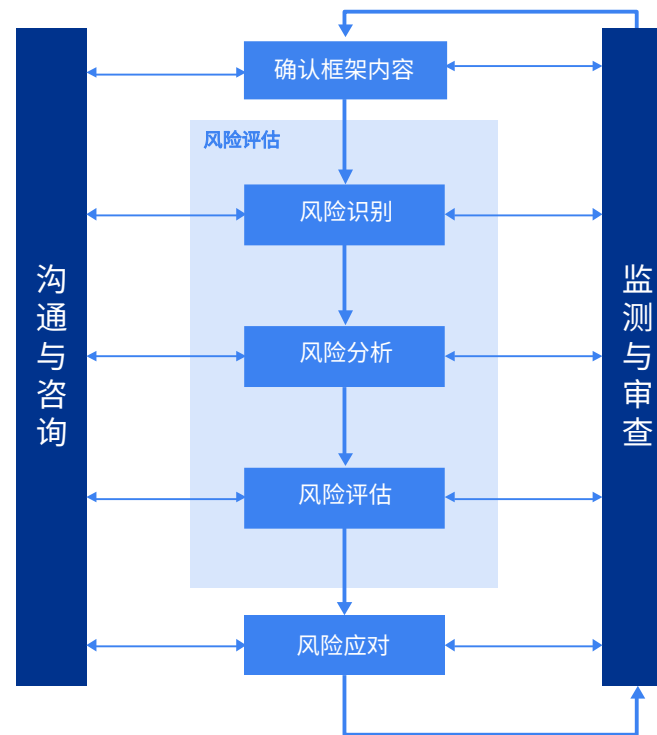 确认框架内容
风险评估
风险识别
沟通与咨询
监测与审查
风险分析
风险评估
风险应对